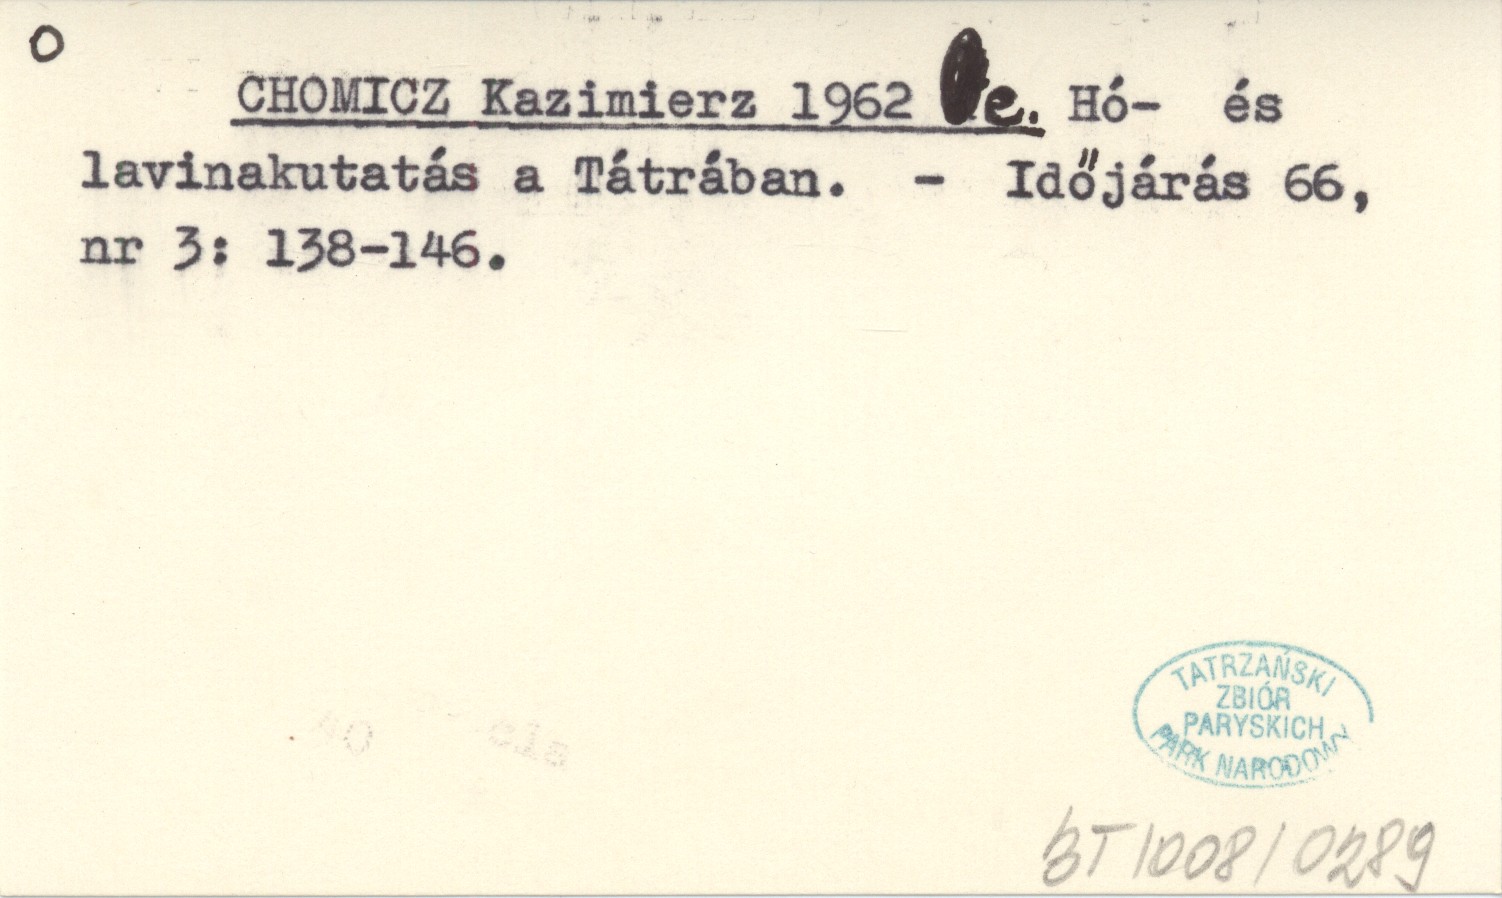 O
CHOMICZ Kazimierz 1962 e. Hó- és
lavinakutatás a Tátrában. - Időjárás 66,
nr 3: 138-146.
TATRZAŃSKI
ZBIÓR
PARYSKICH
PARK NARODOWY
BT/008/0289